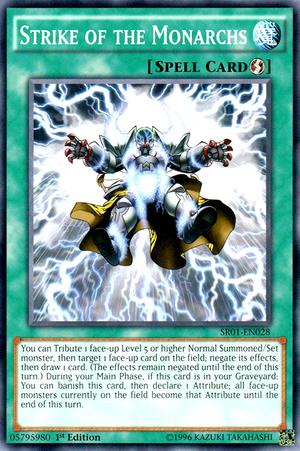 Strike of the Monarchs
[Spell Card]
SR01-EN028
You can Tribute 1 face-up Level 5 or higher Normal Summoned/Set
monster, then target 1 face-up card on the field; negate its effects,
then draw 1 card. (The effects remain negated until the end of this
turn.) During your Main Phase, if this card is in your Graveyard:
You can banish this card, then declare 1 Attribute; all face-up
monsters currently on the field become that Attribute until the
end of this turn.
05795980 1st Edition
©1996 KAZUKI TAKAHASHI